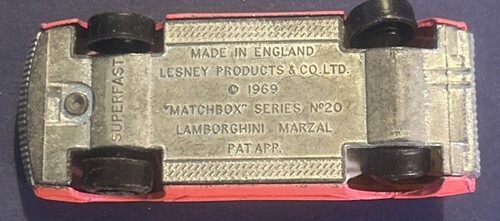 SUPERFAST
MADE IN ENGLAND
LESNEY PRODUCTS & CO. LTD.
© 1969
"MATCHBOX" SERIES Nº20
LAMBORGHINI MARZAL
PAT. APP.